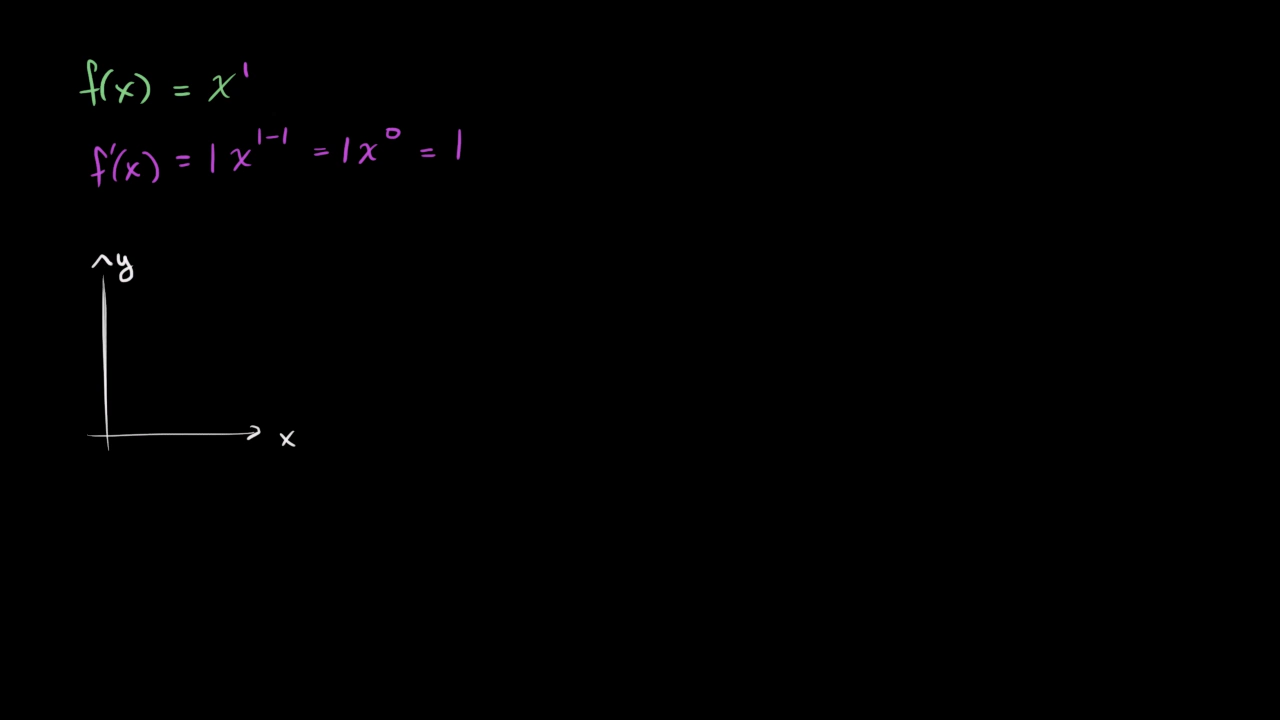 f(x) = x¹
f'(x) = 1x¹⁻¹ = 1x⁰ = 1
y
x